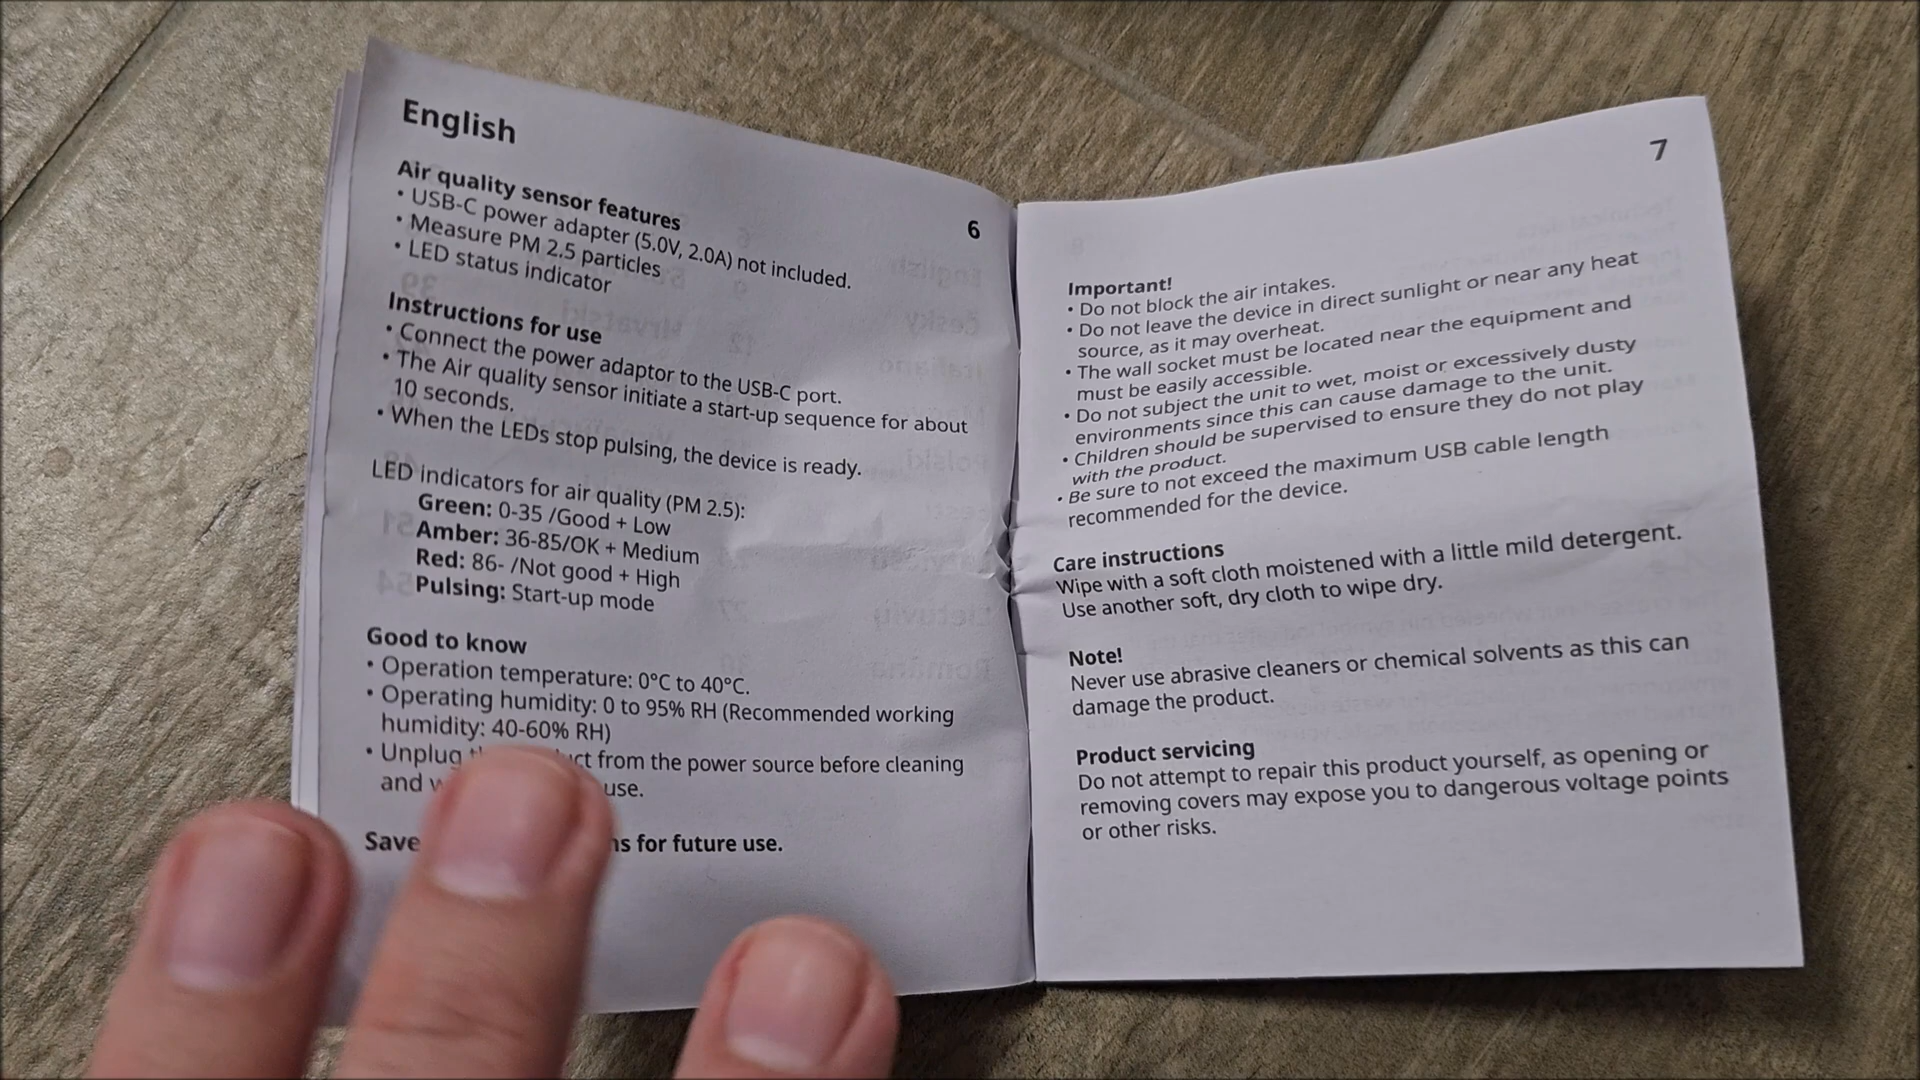 English
6
Air quality sensor features
• USB-C power adapter (5.0V, 2.0A) not included.
• Measure PM 2.5 particles
• LED status indicator
Instructions for use
• Connect the power adaptor to the USB-C port.
• The Air quality sensor initiate a start-up sequence for about
10 seconds.
• When the LEDs stop pulsing, the device is ready.
LED indicators for air quality (PM 2.5):
Green: 0-35 /Good + Low
Amber: 36-85/OK + Medium
Red: 86- /Not good + High
Pulsing: Start-up mode
Good to know
• Operation temperature: 0°C to 40°C.
• Operating humidity: 0 to 95% RH (Recommended working
humidity: 40-60% RH)
• Unplug from the power source before cleaning
and use.
Save for future use.
7
Important!
• Do not block the air intakes.
• Do not leave the device in direct sunlight or near any heat
source, as it may overheat.
• The wall socket must be located near the equipment and
must be easily accessible.
• Do not subject the unit to wet, moist or excessively dusty
environments since this can cause damage to the unit.
• Children should be supervised to ensure they do not play
with the product.
• Be sure to not exceed the maximum USB cable length
recommended for the device.
Care instructions
Wipe with a soft cloth moistened with a little mild detergent.
Use another soft, dry cloth to wipe dry.
Note!
Never use abrasive cleaners or chemical solvents as this can
damage the product.
Product servicing
Do not attempt to repair this product yourself, as opening or
removing covers may expose you to dangerous voltage points
or other risks.